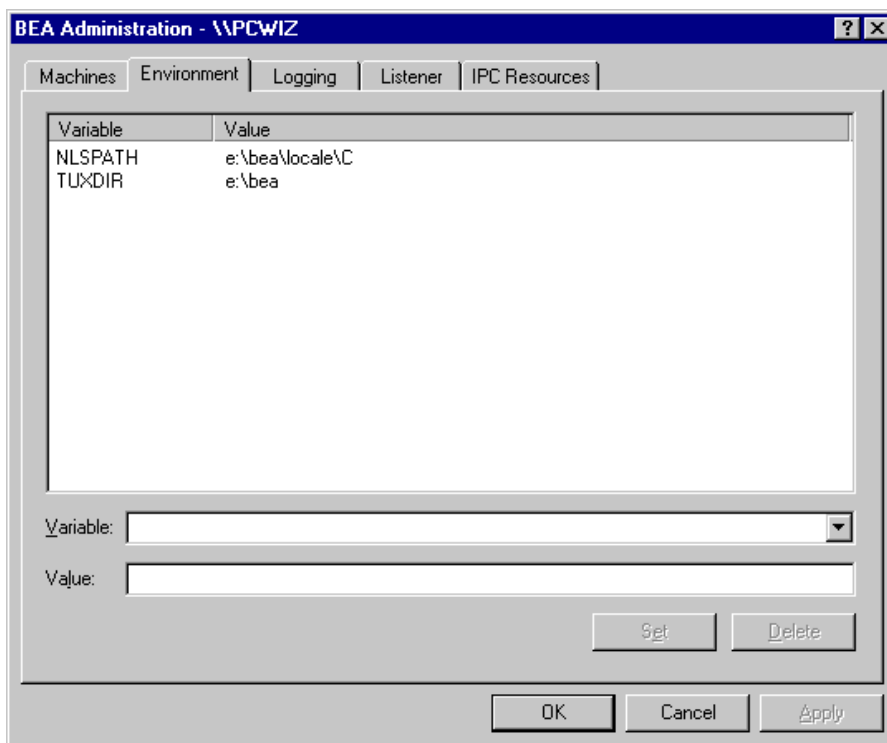 BEA Administration - \\PCWIZ
Machines Environment Logging Listener IPC Resources
Variable Value
NLSPATH e:\bea\locale\C
TUXDIR e:\bea
Variable:
Value:
Set Delete
OK Cancel Apply